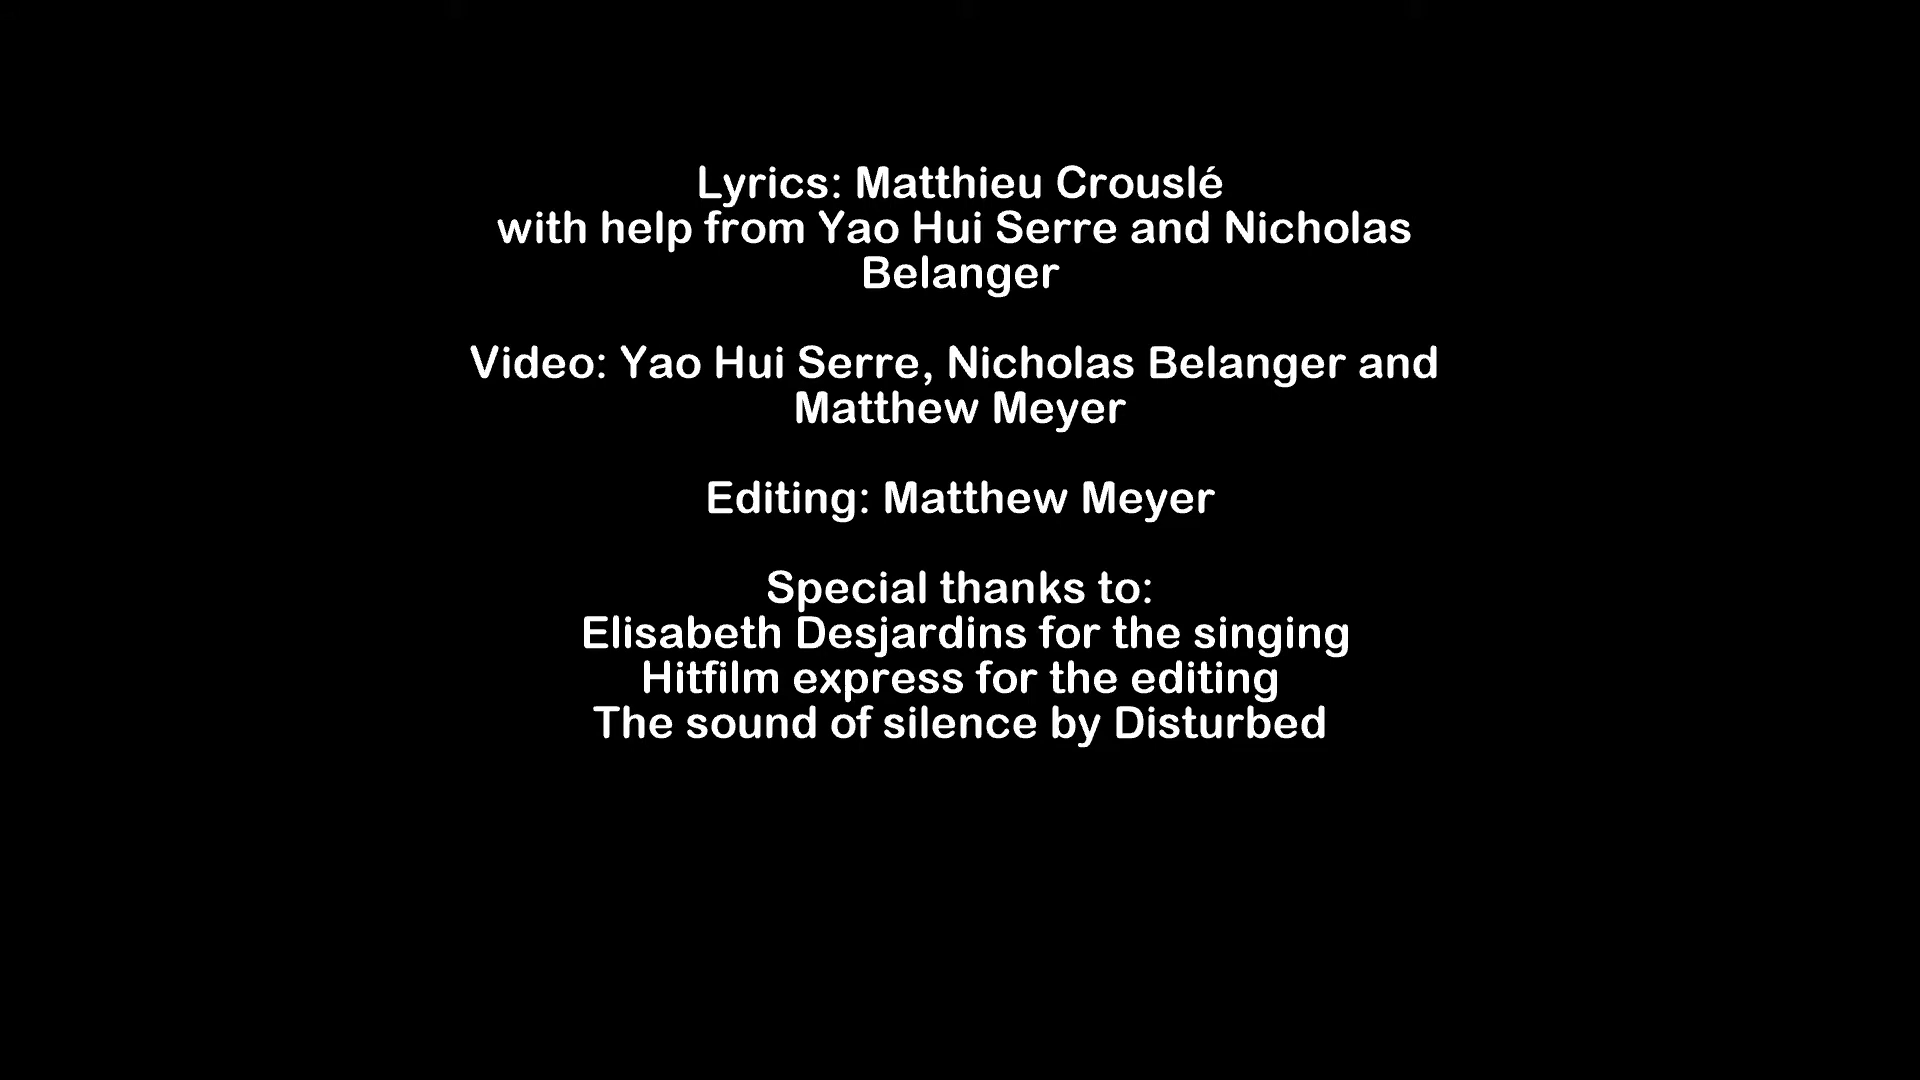 Lyrics: Matthieu Crouslé
with help from Yao Hui Serre and Nicholas
Belanger
Video: Yao Hui Serre, Nicholas Belanger and
Matthew Meyer
Editing: Matthew Meyer
Special thanks to:
Elisabeth Desjardins for the singing
Hitfilm express for the editing
The sound of silence by Disturbed